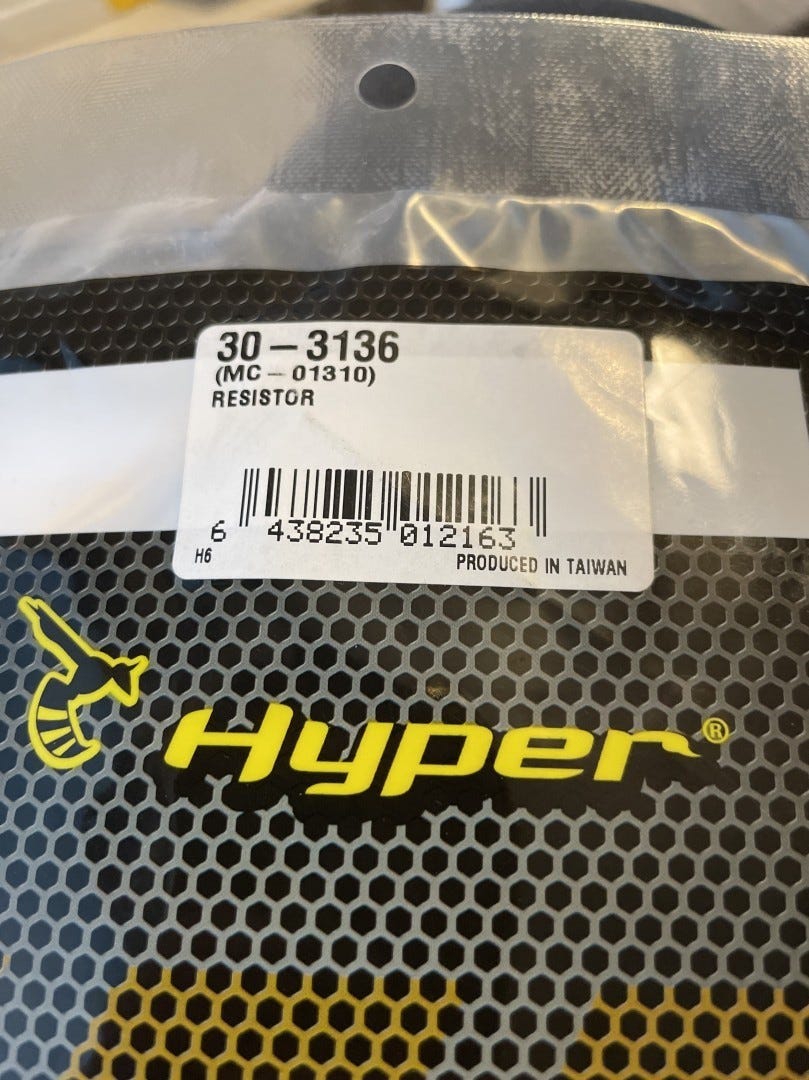 30-3136
(MC-01310)
RESISTOR
6 438235 012163
H6 PRODUCED IN TAIWAN
Hyper®